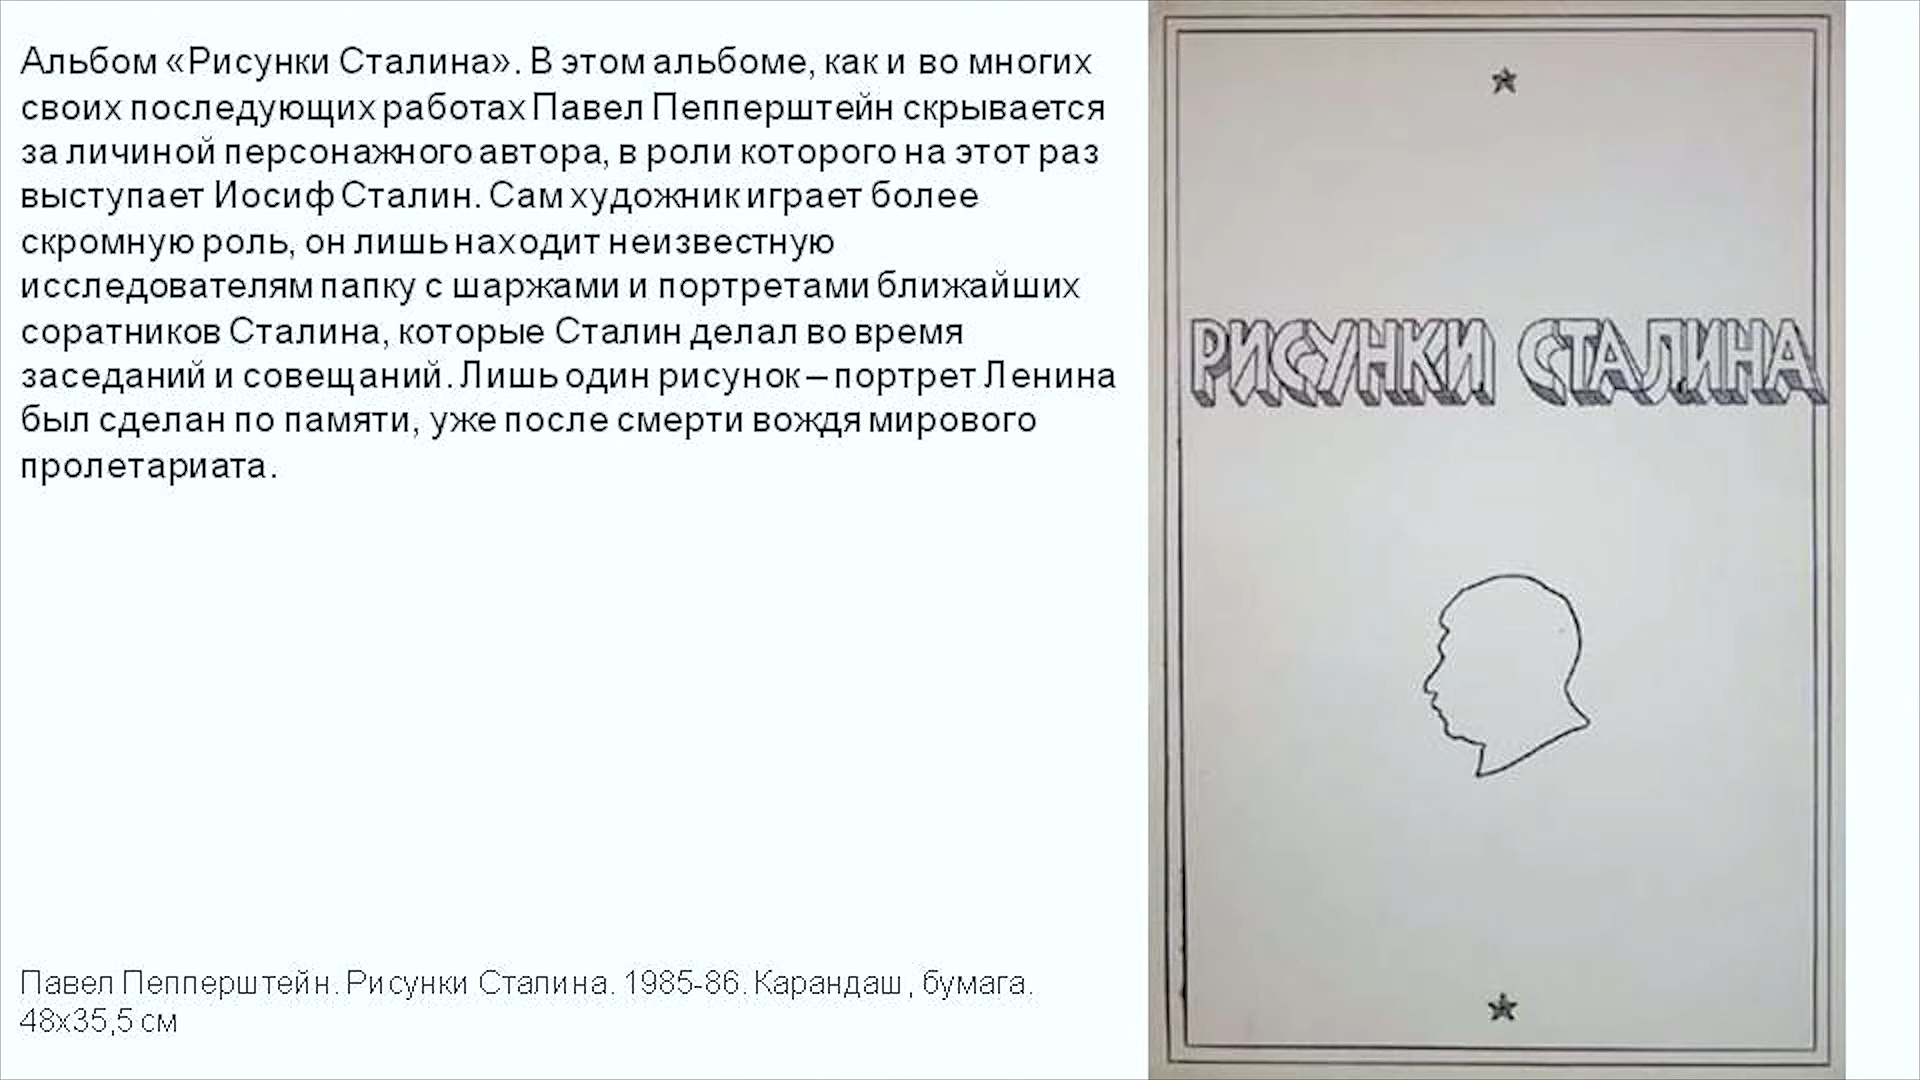 Альбом «Рисунки Сталина». В этом альбоме, как и во многих
своих последующих работах Павел Пепперштейн скрывается
за личиной персонажного автора, в роли которого на этот раз
выступает Иосиф Сталин. Сам художник играет более
скромную роль, он лишь находит неизвестную
исследователям папку с шаржами и портретами ближайших
соратников Сталина, которые Сталин делал во время
заседаний и совещаний. Лишь один рисунок – портрет Ленина
был сделан по памяти, уже после смерти вождя мирового
пролетариата.
Павел Пепперштейн. Рисунки Сталина. 1985-86. Карандаш, бумага.
48х35,5 см
РИСУНКИ СТАЛИНА